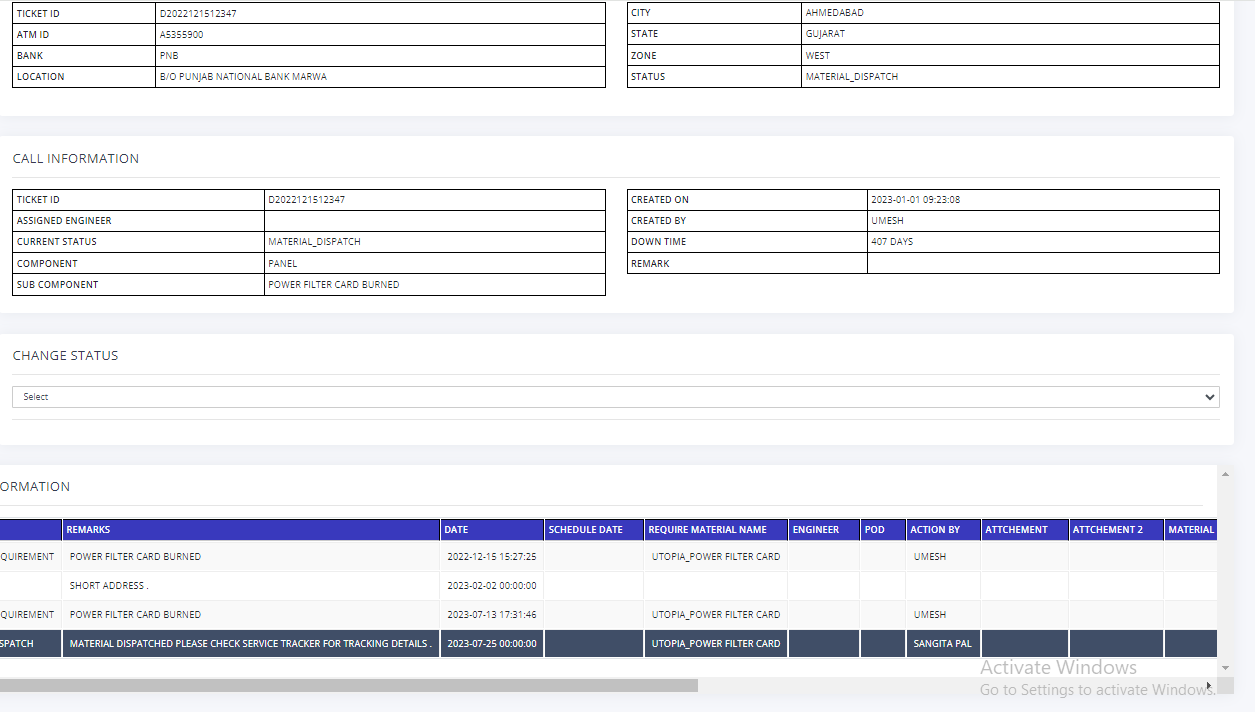 TICKET ID D2022121512347
ATM ID A5355900
BANK PNB
LOCATION B/O PUNJAB NATIONAL BANK MARWA
CITY AHMEDABAD
STATE GUJARAT
ZONE WEST
STATUS MATERIAL_DISPATCH
CALL INFORMATION
TICKET ID D2022121512347
ASSIGNED ENGINEER
CURRENT STATUS MATERIAL_DISPATCH
COMPONENT PANEL
SUB COMPONENT POWER FILTER CARD BURNED
CREATED ON 2023-01-01 09:23:08
CREATED BY UMESH
DOWN TIME 407 DAYS
REMARK
CHANGE STATUS
Select
ORMATION
REMARKS DATE SCHEDULE DATE REQUIRE MATERIAL NAME ENGINEER POD ACTION BY ATTCHEMENT ATTCHEMENT 2 MATERIAL
QUIREMENT POWER FILTER CARD BURNED 2022-12-15 15:27:25 UTOPIA_POWER FILTER CARD UMESH
SHORT ADDRESS . 2023-02-02 00:00:00
QUIREMENT POWER FILTER CARD BURNED 2023-07-13 17:31:46 UTOPIA_POWER FILTER CARD UMESH
SPATCH MATERIAL DISPATCHED PLEASE CHECK SERVICE TRACKER FOR TRACKING DETAILS . 2023-07-25 00:00:00 UTOPIA_POWER FILTER CARD SANGITA PAL
Activate Windows
Go to Settings to activate Windows.